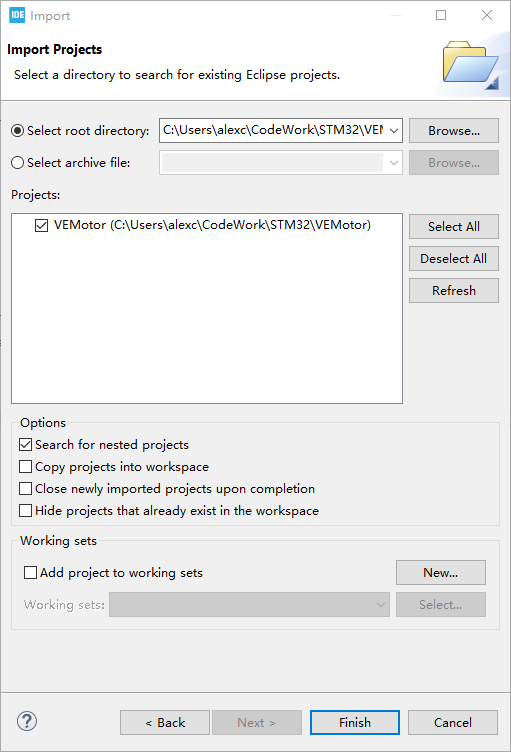 IDE Import
Import Projects
Select a directory to search for existing Eclipse projects.
Select root directory: C:\Users\alexc\CodeWork\STM32\VEM Browse...
Select archive file: Browse...
Projects:
VEMotor (C:\Users\alexc\CodeWork\STM32\VEMotor)
Select All
Deselect All
Refresh
Options
Search for nested projects
Copy projects into workspace
Close newly imported projects upon completion
Hide projects that already exist in the workspace
Working sets
Add project to working sets New...
Working sets: Select...
? < Back Next > Finish Cancel